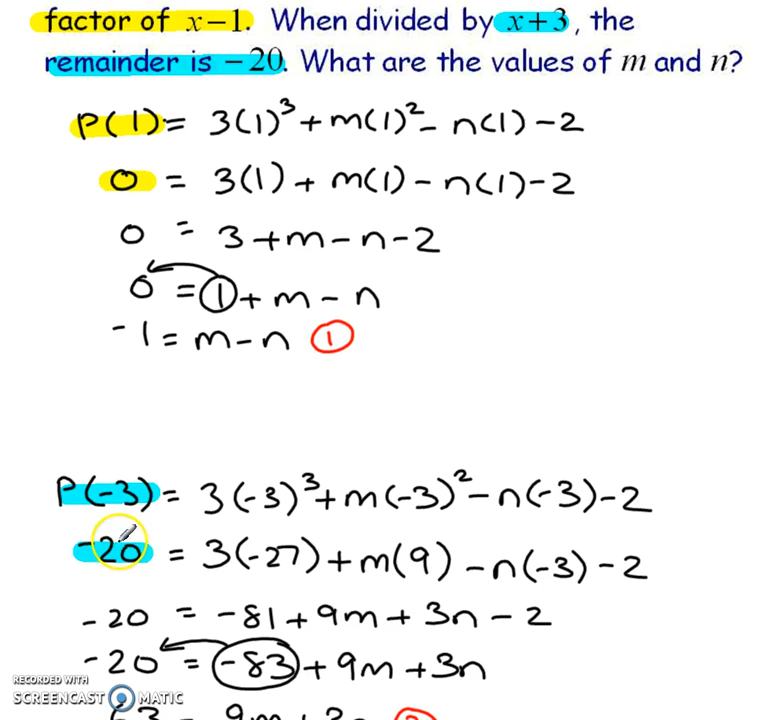 factor of x-1. When divided by x+3, the
remainder is -20. What are the values of m and n?
P(1) = 3(1)³ + m(1)² - n(1) - 2
0 = 3(1) + m(1) - n(1) - 2
0 = 3 + m - n - 2
0 = 1 + m - n
-1 = m - n ①
P(-3) = 3(-3)³ + m(-3)² - n(-3) - 2
-20 = 3(-27) + m(9) - n(-3) - 2
-20 = -81 + 9m + 3n - 2
-20 = -83 + 9m + 3n
RECORDED WITH
SCREENCAST MATIC